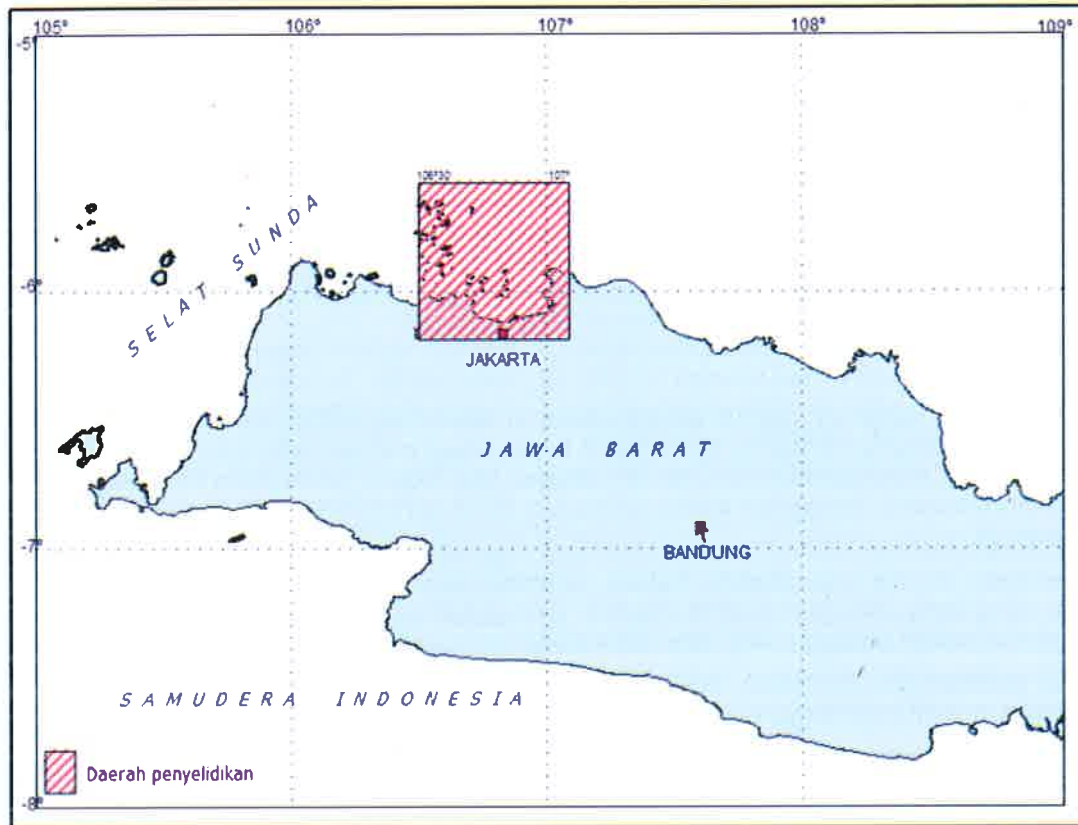 105° 106° 107° 108° 109°
-5°
106°30' 107°
SELAT SUNDA
-6°
JAKARTA
JAWA BARAT
-7°
BANDUNG
SAMUDERA INDONESIA
Daerah penyelidikan
-8°